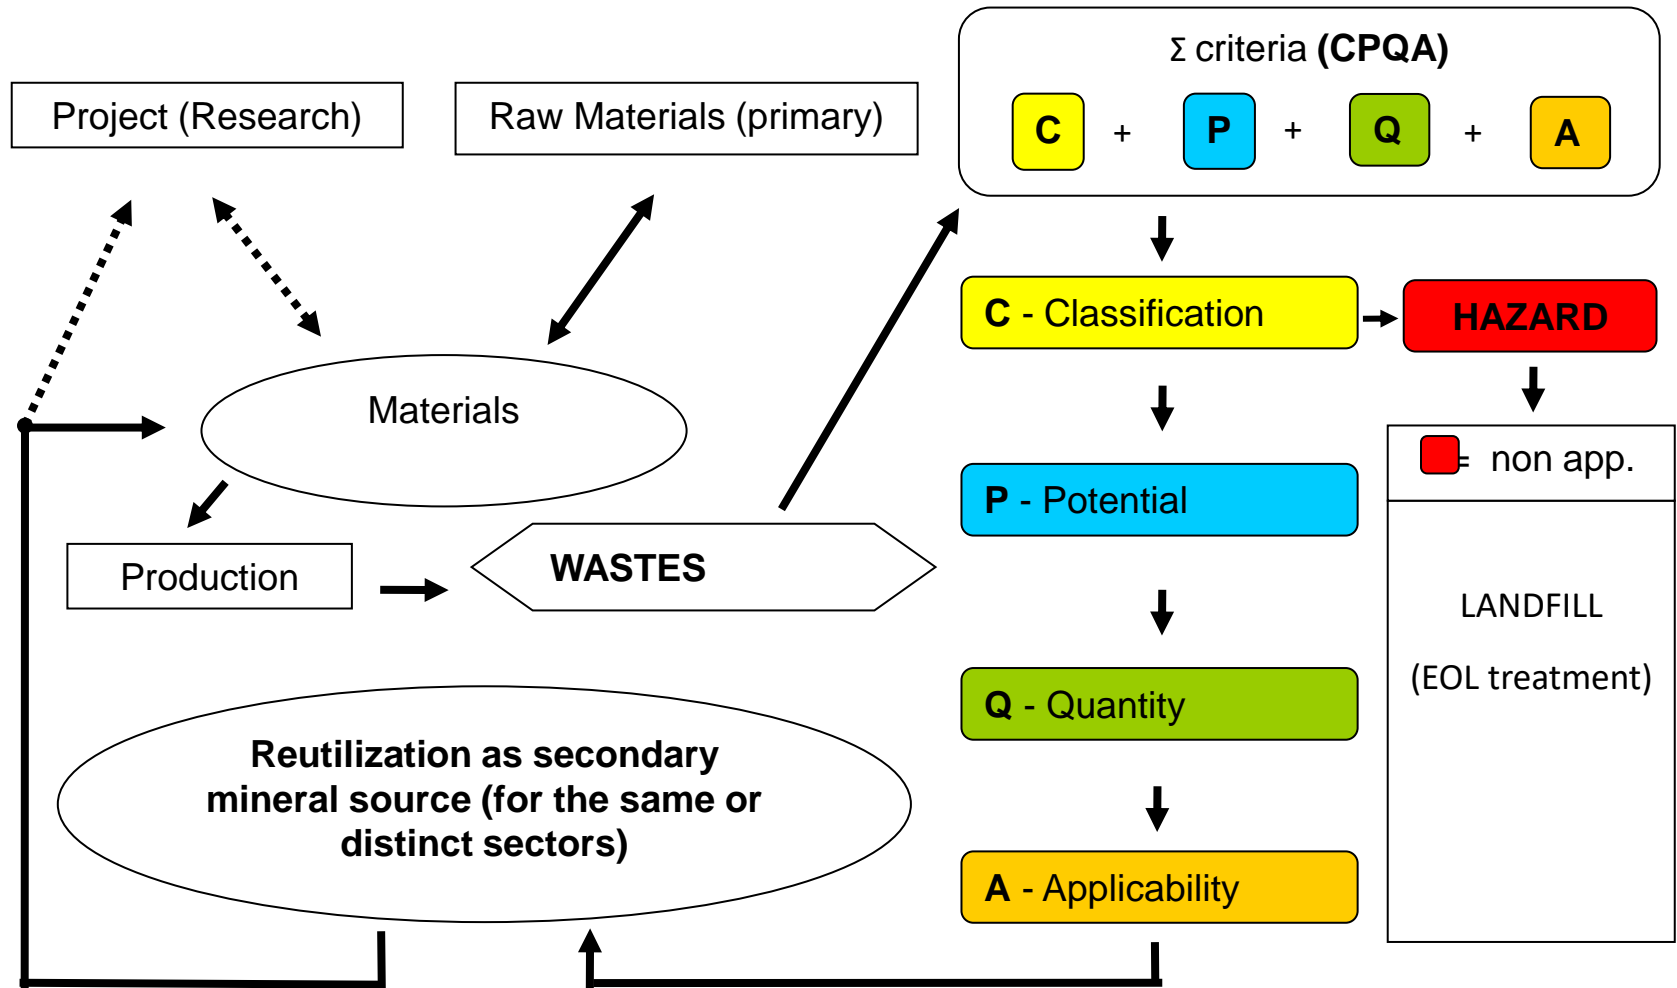 Σ criteria (CPQA)
Project (Research)
Raw Materials (primary)
C + P + Q + A
C - Classification
HAZARD
Materials
= non app.
P - Potential
WASTES
Production
LANDFILL
(EOL treatment)
Q - Quantity
Reutilization as secondary
mineral source (for the same or
distinct sectors)
A - Applicability